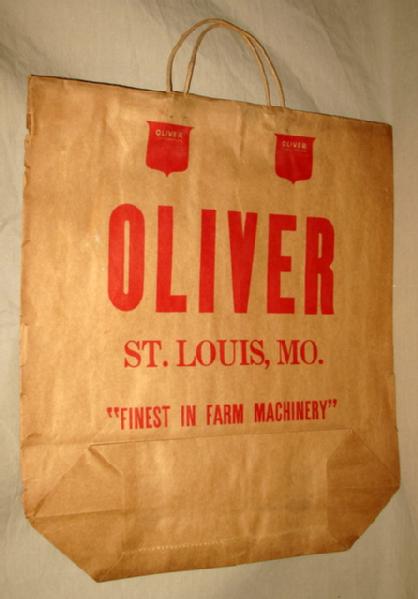 OLIVER OLIVER
OLIVER
ST. LOUIS, MO.
"FINEST IN FARM MACHINERY"